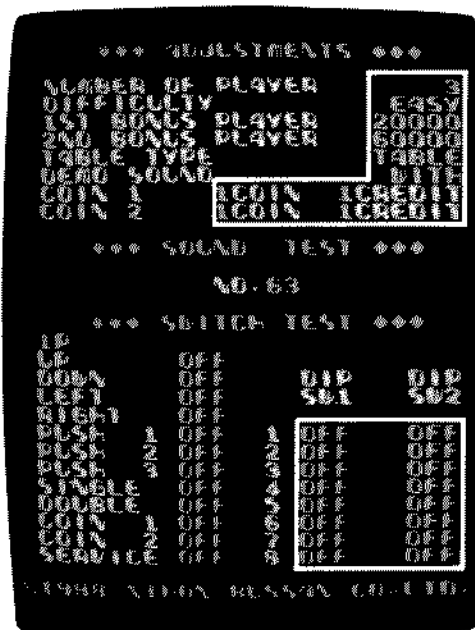 *** ADJUSTMENTS ***
NUMBER OF PLAYER 3
DIFFICULTY EASY
1ST BONUS PLAYER 20000
2ND BONUS PLAYER 60000
TABLE TYPE TABLE
DEMO SOUND WITH
COIN 1 1COIN 1CREDIT
COIN 2 1COIN 1CREDIT
*** SOUND TEST ***
NO.63
*** SWITCH TEST ***
1P
UP OFF
DOWN OFF DIP DIP
LEFT OFF SW1 SW2
RIGHT OFF
PUSH 1 OFF 1 OFF OFF
PUSH 2 OFF 2 OFF OFF
PUSH 3 OFF 3 OFF OFF
SINGLE OFF 4 OFF OFF
DOUBLE OFF 5 OFF OFF
COIN 1 OFF 6 OFF OFF
COIN 2 OFF 7 OFF OFF
SERVICE OFF 8 OFF OFF
CO.LTD.